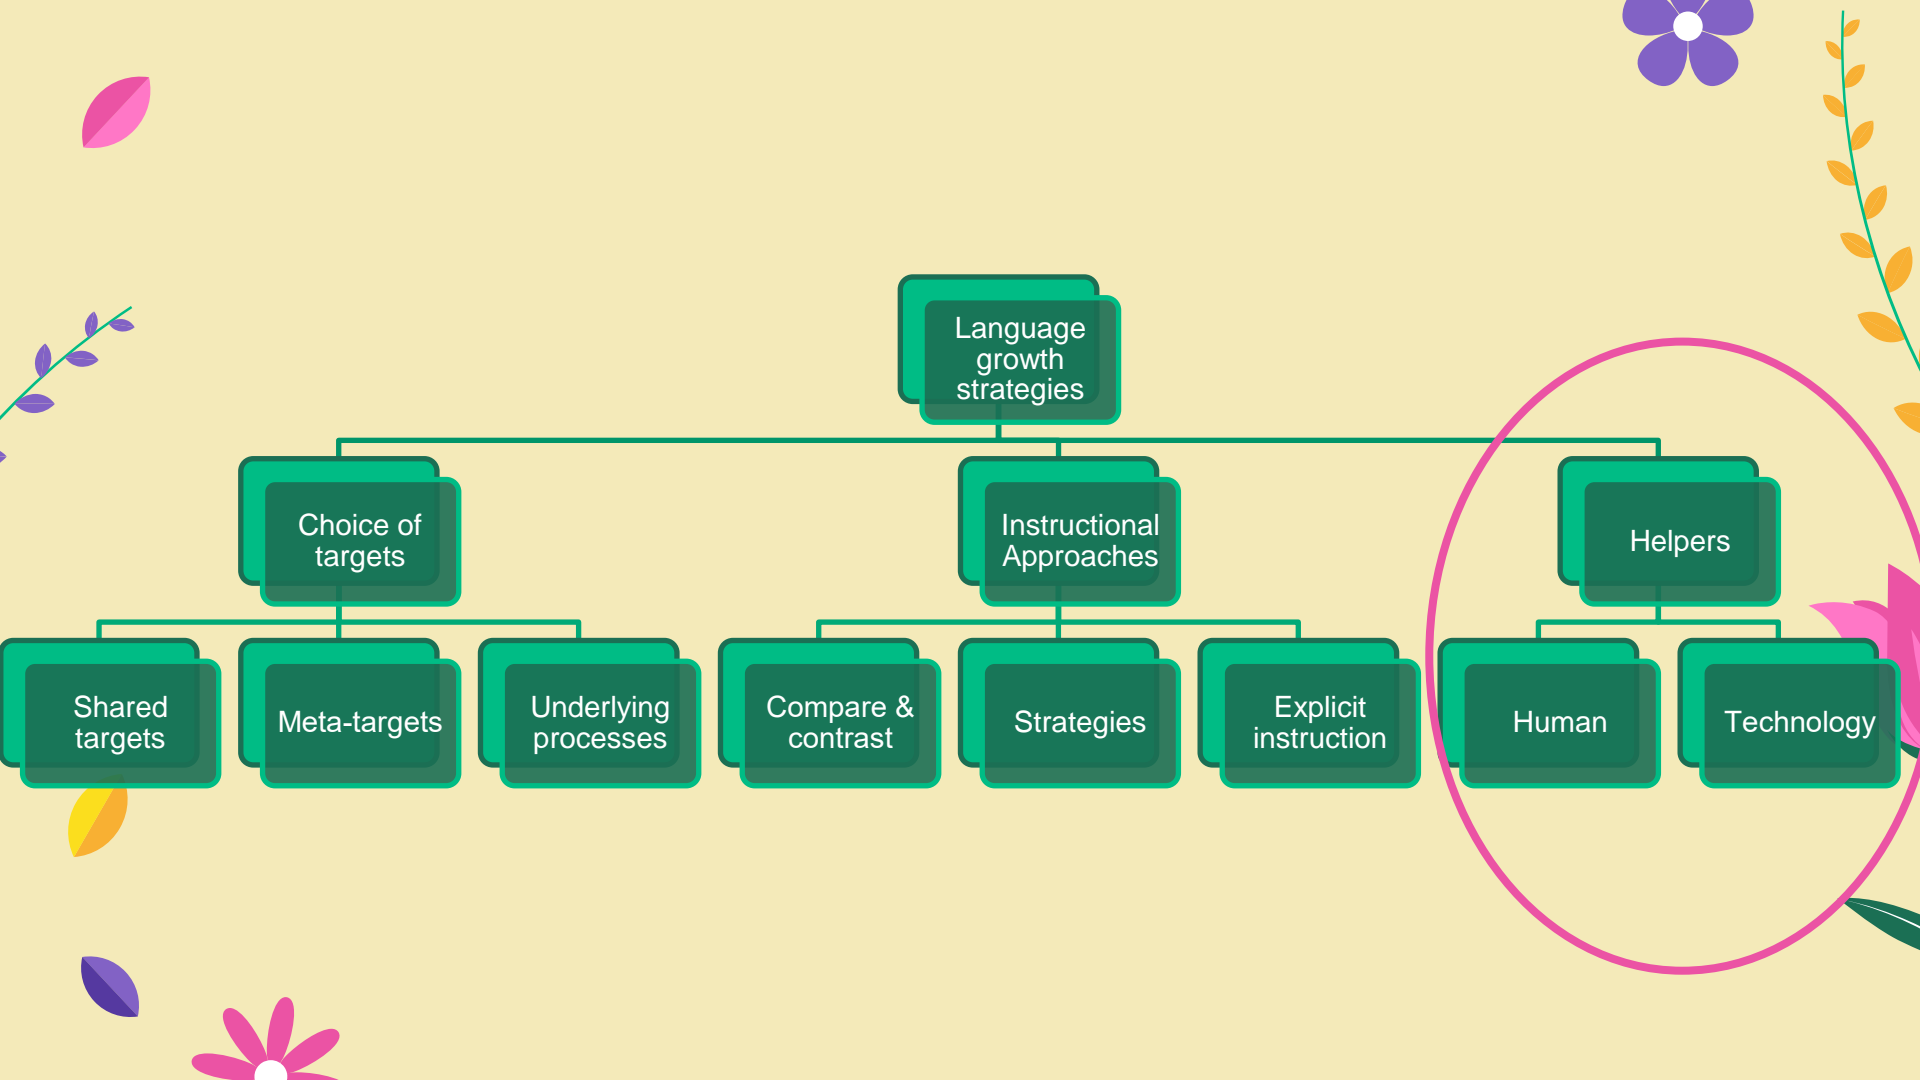 Language
growth
strategies
Choice of
targets
Instructional
Approaches
Helpers
Shared
targets
Meta-targets
Underlying
processes
Compare &
contrast
Strategies
Explicit
instruction
Human
Technology